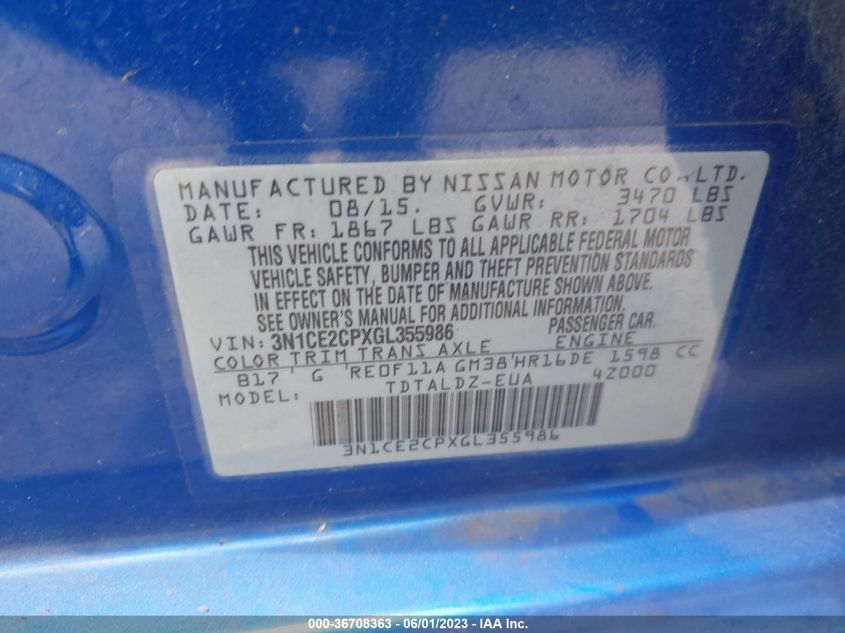 MANUFACTURED BY NISSAN MOTOR CO., LTD.
DATE: 08/15. GVWR: 3470 LBS
GAWR FR: 1867 LBS GAWR RR: 1704 LBS
THIS VEHICLE CONFORMS TO ALL APPLICABLE FEDERAL MOTOR
VEHICLE SAFETY, BUMPER AND THEFT PREVENTION STANDARDS
IN EFFECT ON THE DATE OF MANUFACTURE SHOWN ABOVE.
SEE OWNER'S MANUAL FOR ADDITIONAL INFORMATION.
VIN: 3N1CE2CPXGL355986 PASSENGER CAR.
COLOR TRIM TRANS AXLE ENGINE
B17 ' G 'RE0F11A GM38'HR16DE 1598 CC
MODEL: TDTALDZ-EUA 4Z000
3N1CE2CPXGL355986
000-36708363 - 06/01/2023 - IAAI.com